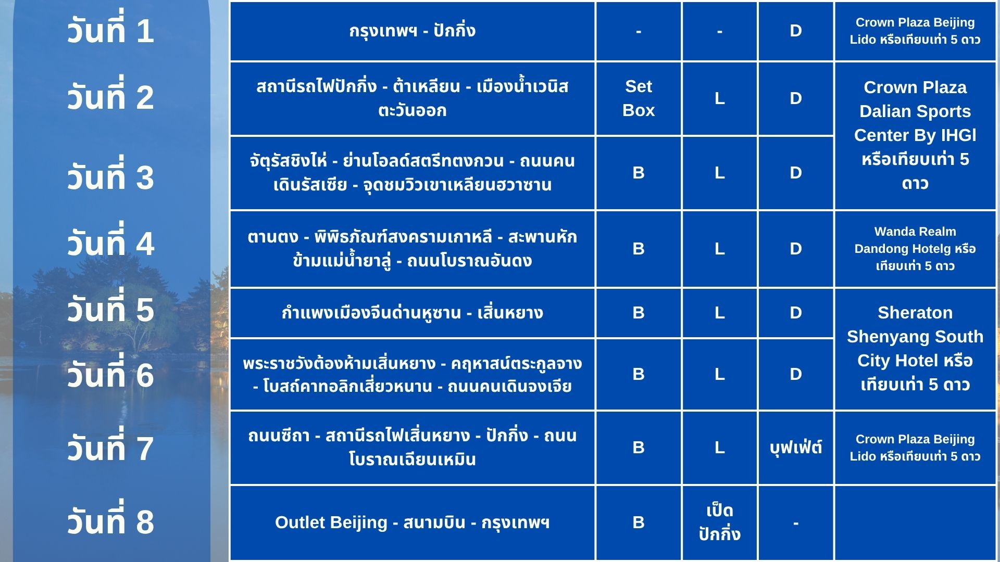 วันที่ 1
กรุงเทพฯ - ปักกิ่ง
-
-
D
Crown Plaza Beijing
Lido หรือเทียบเท่า 5 ดาว
วันที่ 2
สถานีรถไฟปักกิ่ง - ต้าเหลียน - เมืองน้ำเวนิส
ตะวันออก
Set
Box
L
D
Crown Plaza
Dalian Sports
Center By IHGl
หรือเทียบเท่า 5
ดาว
วันที่ 3
จัตุรัสชิงไห่ - ย่านโอลด์สตรีทตงกวน - ถนนคน
เดินรัสเซีย - จุดชมวิวเขาเหลียนฮวาซาน
B
L
D
วันที่ 4
ตานตง - พิพิธภัณฑ์สงครามเกาหลี - สะพานหัก
ข้ามแม่น้ำยาลู่ - ถนนโบราณอันดง
B
L
D
Wanda Realm
Dandong Hotelg หรือ
เทียบเท่า 5 ดาว
วันที่ 5
กำแพงเมืองจีนด่านหูซาน - เสิ่นหยาง
B
L
D
Sheraton
Shenyang South
City Hotel หรือ
เทียบเท่า 5 ดาว
วันที่ 6
พระราชวังต้องห้ามเสิ่นหยาง - คฤหาสน์ตระกูลจาง
- โบสถ์คาทอลิกเสี่ยวหนาน - ถนนคนเดินจงเจีย
B
L
D
วันที่ 7
ถนนซีถา - สถานีรถไฟเสิ่นหยาง - ปักกิ่ง - ถนน
โบราณเฉียนเหมิน
B
L
บุฟเฟ่ต์
Crown Plaza Beijing
Lido หรือเทียบเท่า 5 ดาว
วันที่ 8
Outlet Beijing - สนามบิน - กรุงเทพฯ
B
เป็ด
ปักกิ่ง
-